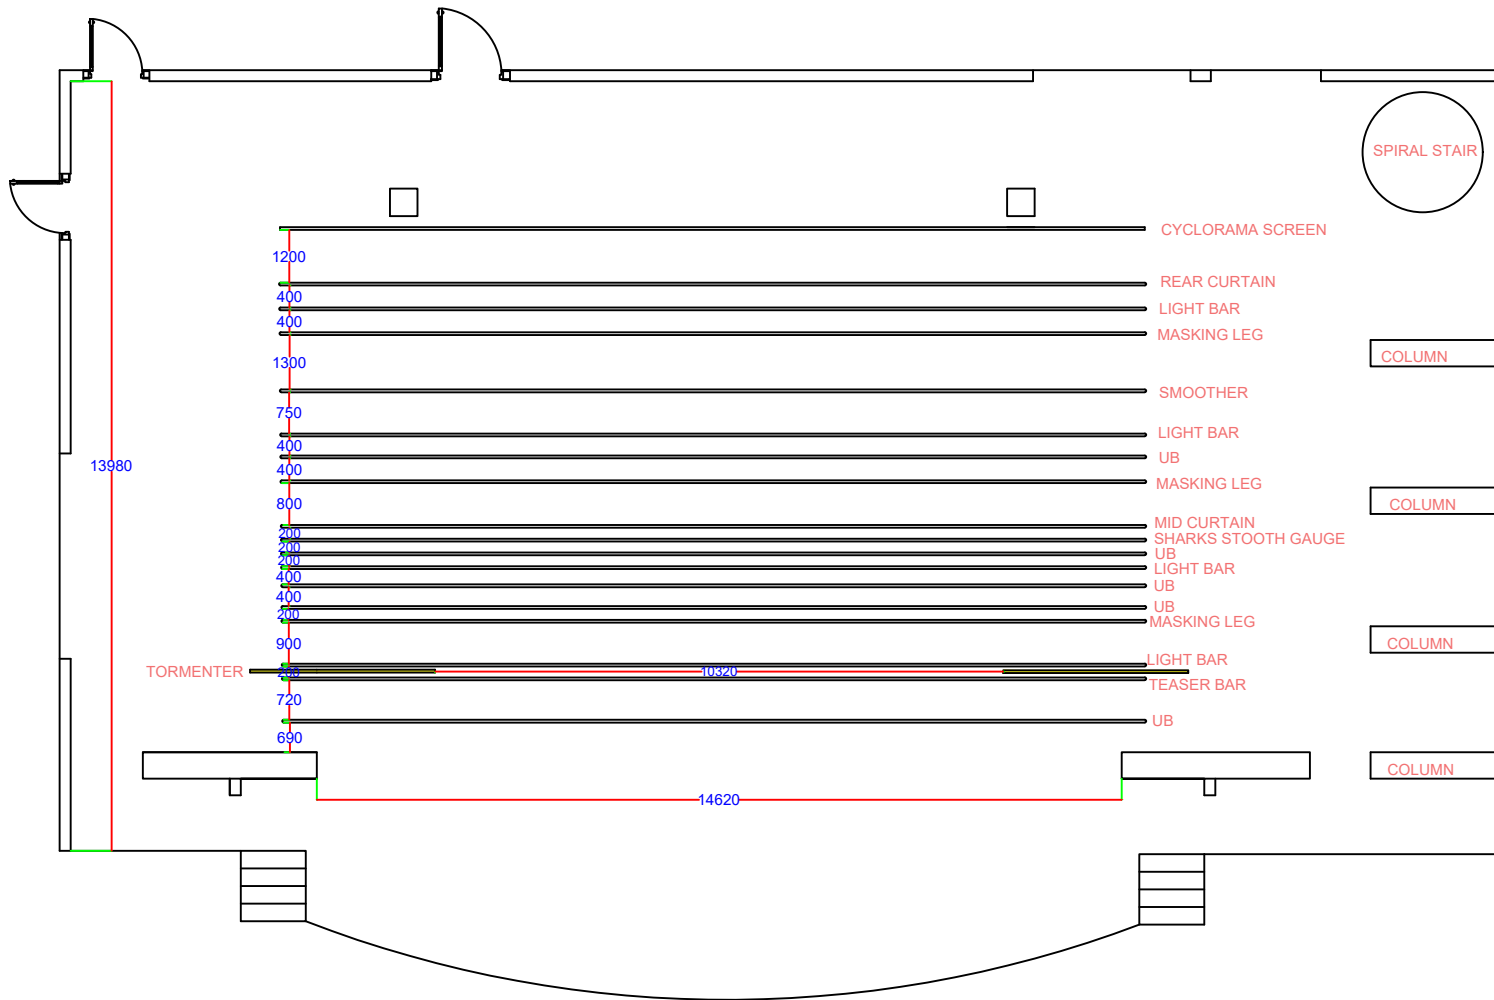 SPIRAL STAIR
CYCLORAMA SCREEN
1200
REAR CURTAIN
400
LIGHT BAR
400
MASKING LEG
1300
COLUMN
SMOOTHER
750
LIGHT BAR
400
UB
13980
400
MASKING LEG
800
COLUMN
MID CURTAIN
200
SHARKS STOOTH GAUGE
200
UB
200
LIGHT BAR
400
UB
400
UB
200
MASKING LEG
900
COLUMN
LIGHT BAR
TORMENTER
200
10320
TEASER BAR
720
UB
690
COLUMN
14620